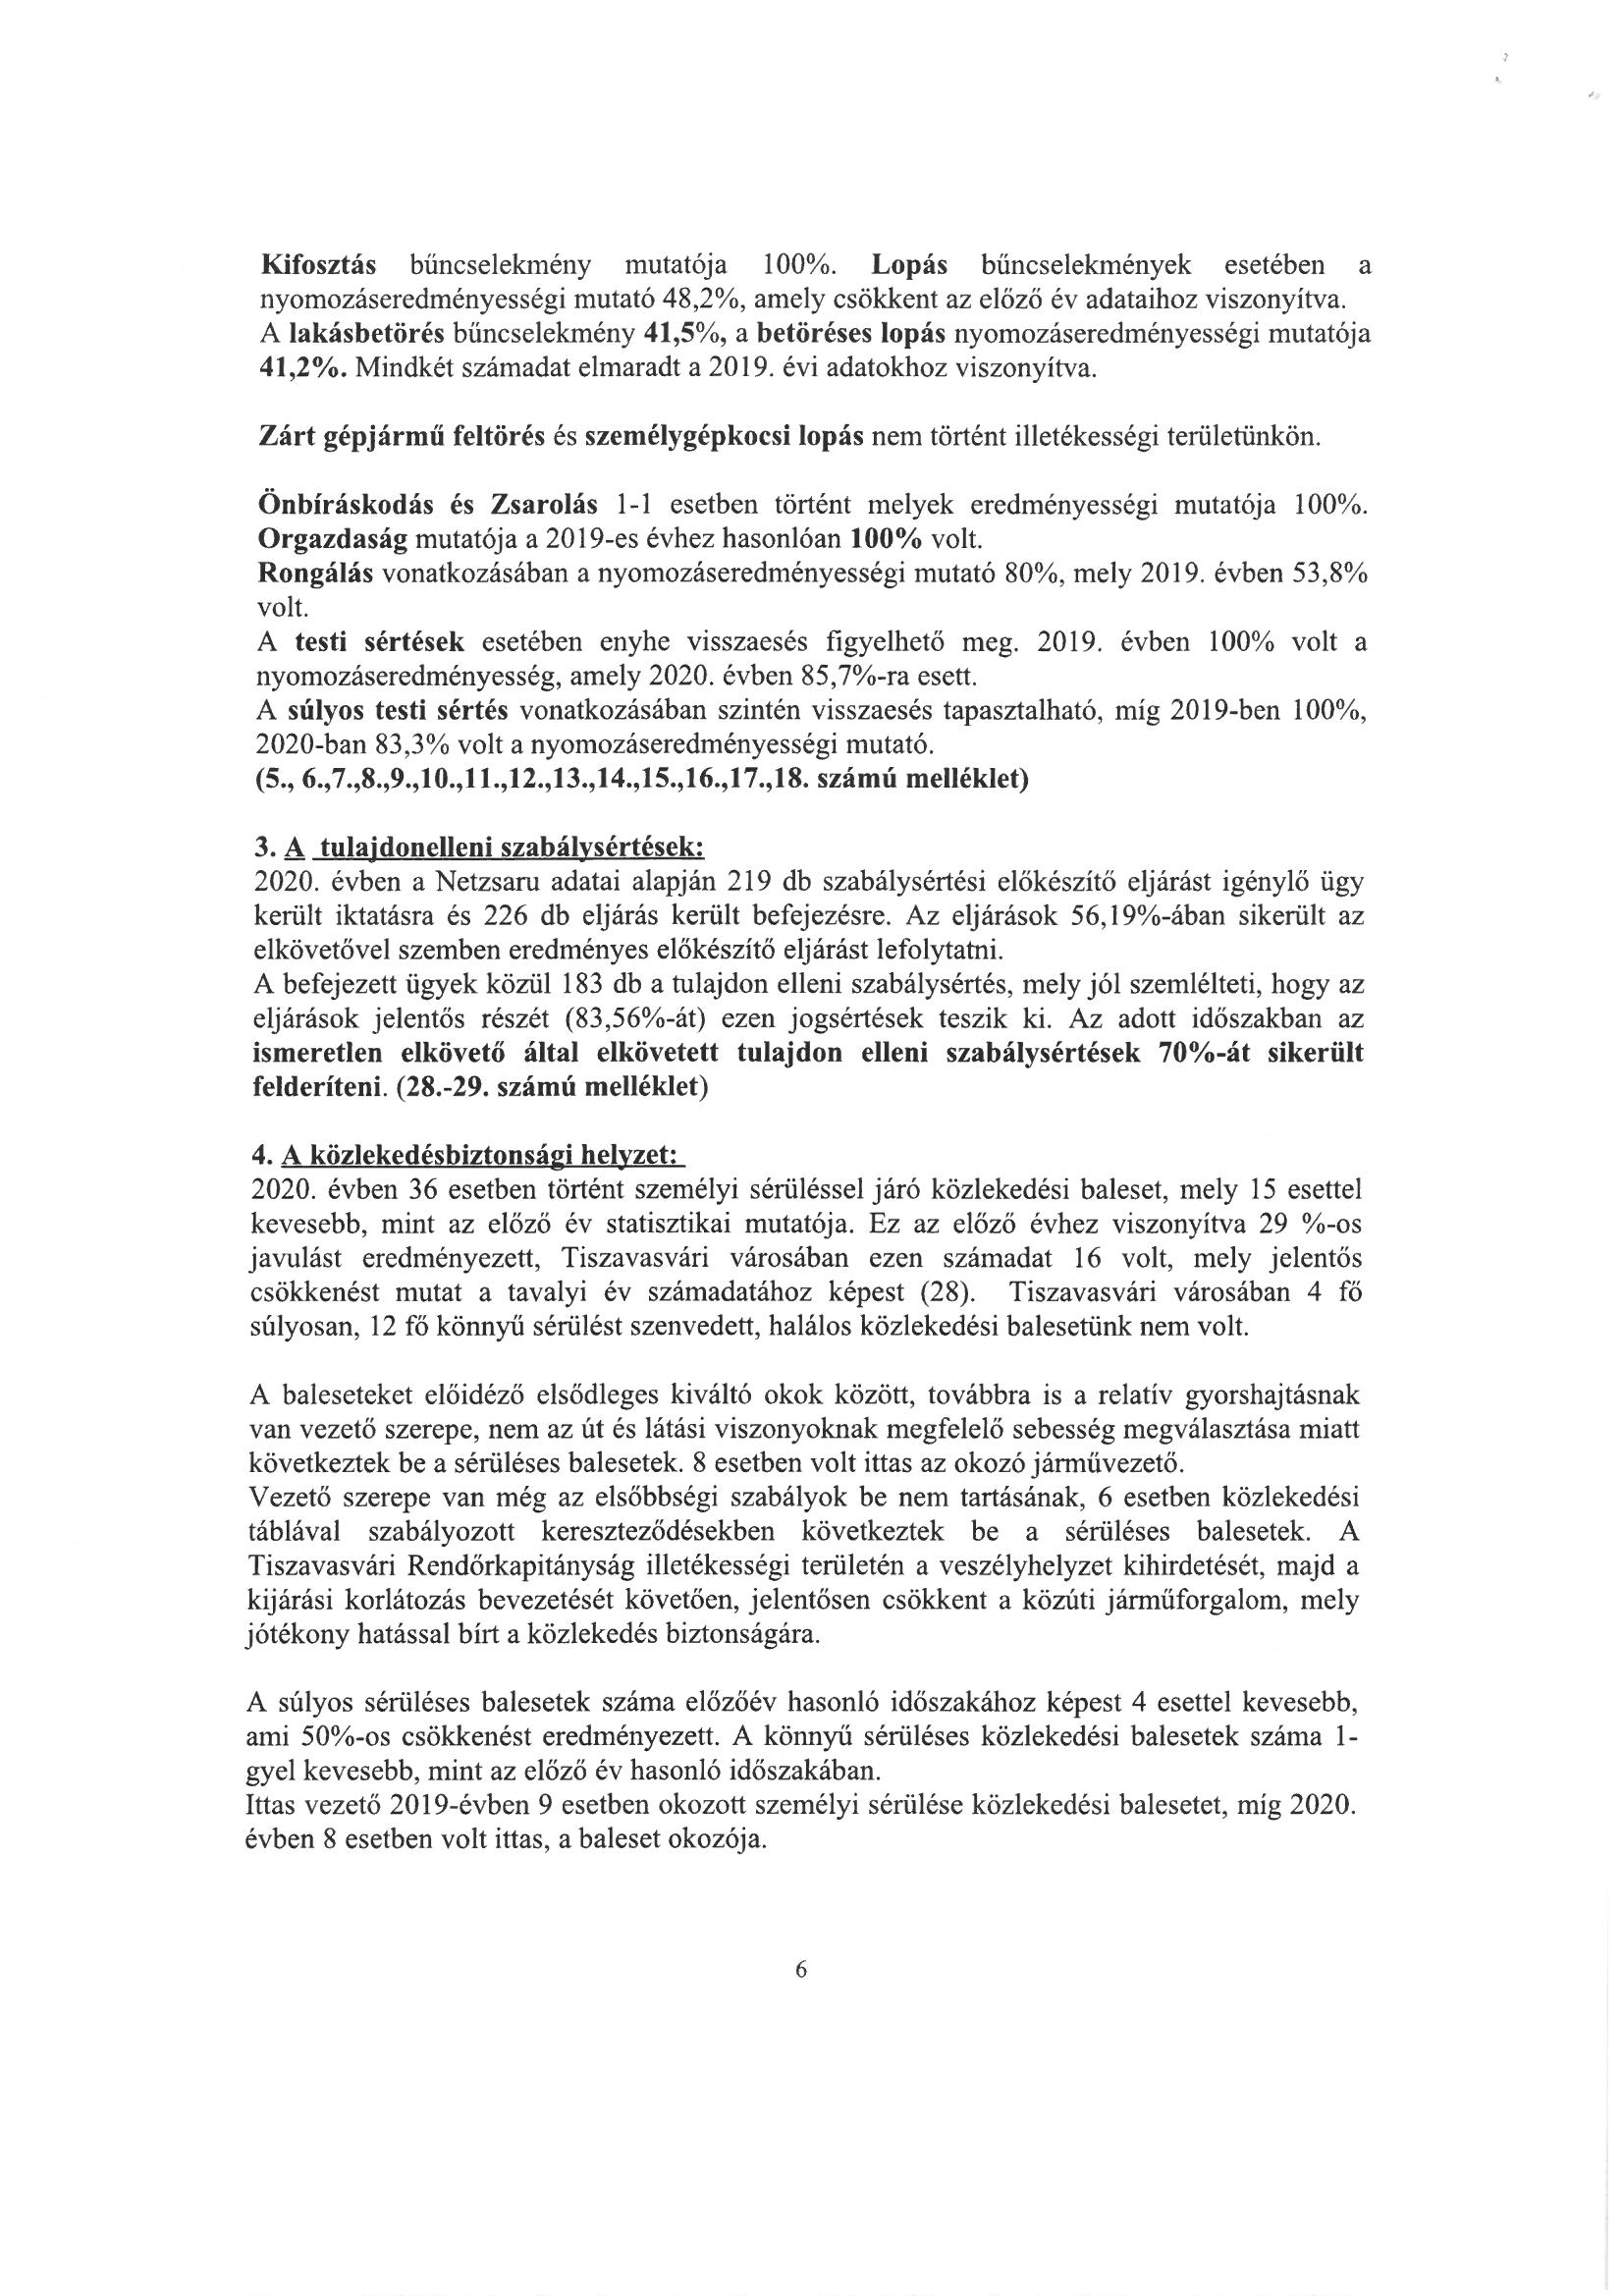 Kifosztás bűncselekmény mutatója 100%. Lopás bűncselekmények esetében a
nyomozáseredményességi mutató 48,2%, amely csökkent az előző év adataihoz viszonyítva.
A lakásbetörés bűncselekmény 41,5%, a betöréses lopás nyomozáseredményességi mutatója
41,2%. Mindkét számadat elmaradt a 2019. évi adatokhoz viszonyítva.
Zárt gépjármű feltörés és személygépkocsi lopás nem történt illetékességi területünkön.
Önbíráskodás és Zsarolás 1-1 esetben történt melyek eredményességi mutatója 100%.
Orgazdaság mutatója a 2019-es évhez hasonlóan 100% volt.
Rongálás vonatkozásában a nyomozáseredményességi mutató 80%, mely 2019. évben 53,8%
volt.
A testi sértések esetében enyhe visszaesés figyelhető meg. 2019. évben 100% volt a
nyomozáseredményesség, amely 2020. évben 85,7%-ra esett.
A súlyos testi sértés vonatkozásában szintén visszaesés tapasztalható, míg 2019-ben 100%,
2020-ban 83,3% volt a nyomozáseredményességi mutató.
(5., 6.,7.,8.,9.,10.,11.,12.,13.,14.,15.,16.,17.,18. számú melléklet)
3. A tulajdonelleni szabálysértések:
2020. évben a Netzsaru adatai alapján 219 db szabálysértési előkészítő eljárást igénylő ügy
került iktatásra és 226 db eljárás került befejezésre. Az eljárások 56,19%-ában sikerült az
elkövetővel szemben eredményes előkészítő eljárást lefolytatni.
A befejezett ügyek közül 183 db a tulajdon elleni szabálysértés, mely jól szemlélteti, hogy az
eljárások jelentős részét (83,56%-át) ezen jogsértések teszik ki. Az adott időszakban az
ismeretlen elkövető által elkövetett tulajdon elleni szabálysértések 70%-át sikerült
felderíteni. (28.-29. számú melléklet)
4. A közlekedésbiztonsági helyzet:
2020. évben 36 esetben történt személyi sérüléssel járó közlekedési baleset, mely 15 esettel
kevesebb, mint az előző év statisztikai mutatója. Ez az előző évhez viszonyítva 29 %-os
javulást eredményezett, Tiszavasvári városában ezen számadat 16 volt, mely jelentős
csökkenést mutat a tavalyi év számadatához képest (28). Tiszavasvári városában 4 fő
súlyosan, 12 fő könnyű sérülést szenvedett, halálos közlekedési balesetünk nem volt.
A baleseteket előidéző elsődleges kiváltó okok között, továbbra is a relatív gyorshajtásnak
van vezető szerepe, nem az út és látási viszonyoknak megfelelő sebesség megválasztása miatt
következtek be a sérüléses balesetek. 8 esetben volt ittas az okozó járművezető.
Vezető szerepe van még az elsőbbségi szabályok be nem tartásának, 6 esetben közlekedési
táblával szabályozott kereszteződésekben következtek be a sérüléses balesetek. A
Tiszavasvári Rendőrkapitányság illetékességi területén a veszélyhelyzet kihirdetését, majd a
kijárási korlátozás bevezetését követően, jelentősen csökkent a közúti járműforgalom, mely
jótékony hatással bírt a közlekedés biztonságára.
A súlyos sérüléses balesetek száma előzőév hasonló időszakához képest 4 esettel kevesebb,
ami 50%-os csökkenést eredményezett. A könnyű sérüléses közlekedési balesetek száma 1-
gyel kevesebb, mint az előző év hasonló időszakában.
Ittas vezető 2019-évben 9 esetben okozott személyi sérülése közlekedési balesetet, míg 2020.
évben 8 esetben volt ittas, a baleset okozója.
6